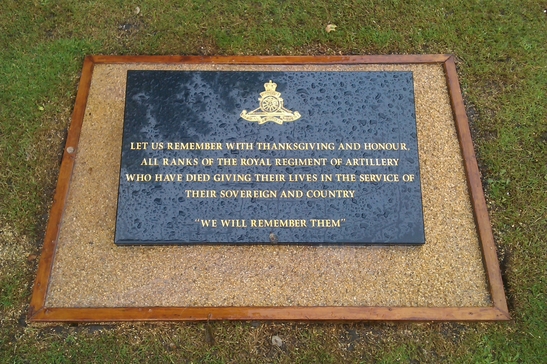 LET US REMEMBER WITH THANKSGIVING AND HONOUR,
ALL RANKS OF THE ROYAL REGIMENT OF ARTILLERY
WHO HAVE DIED GIVING THEIR LIVES IN THE SERVICE OF
THEIR SOVEREIGN AND COUNTRY
"WE WILL REMEMBER THEM"